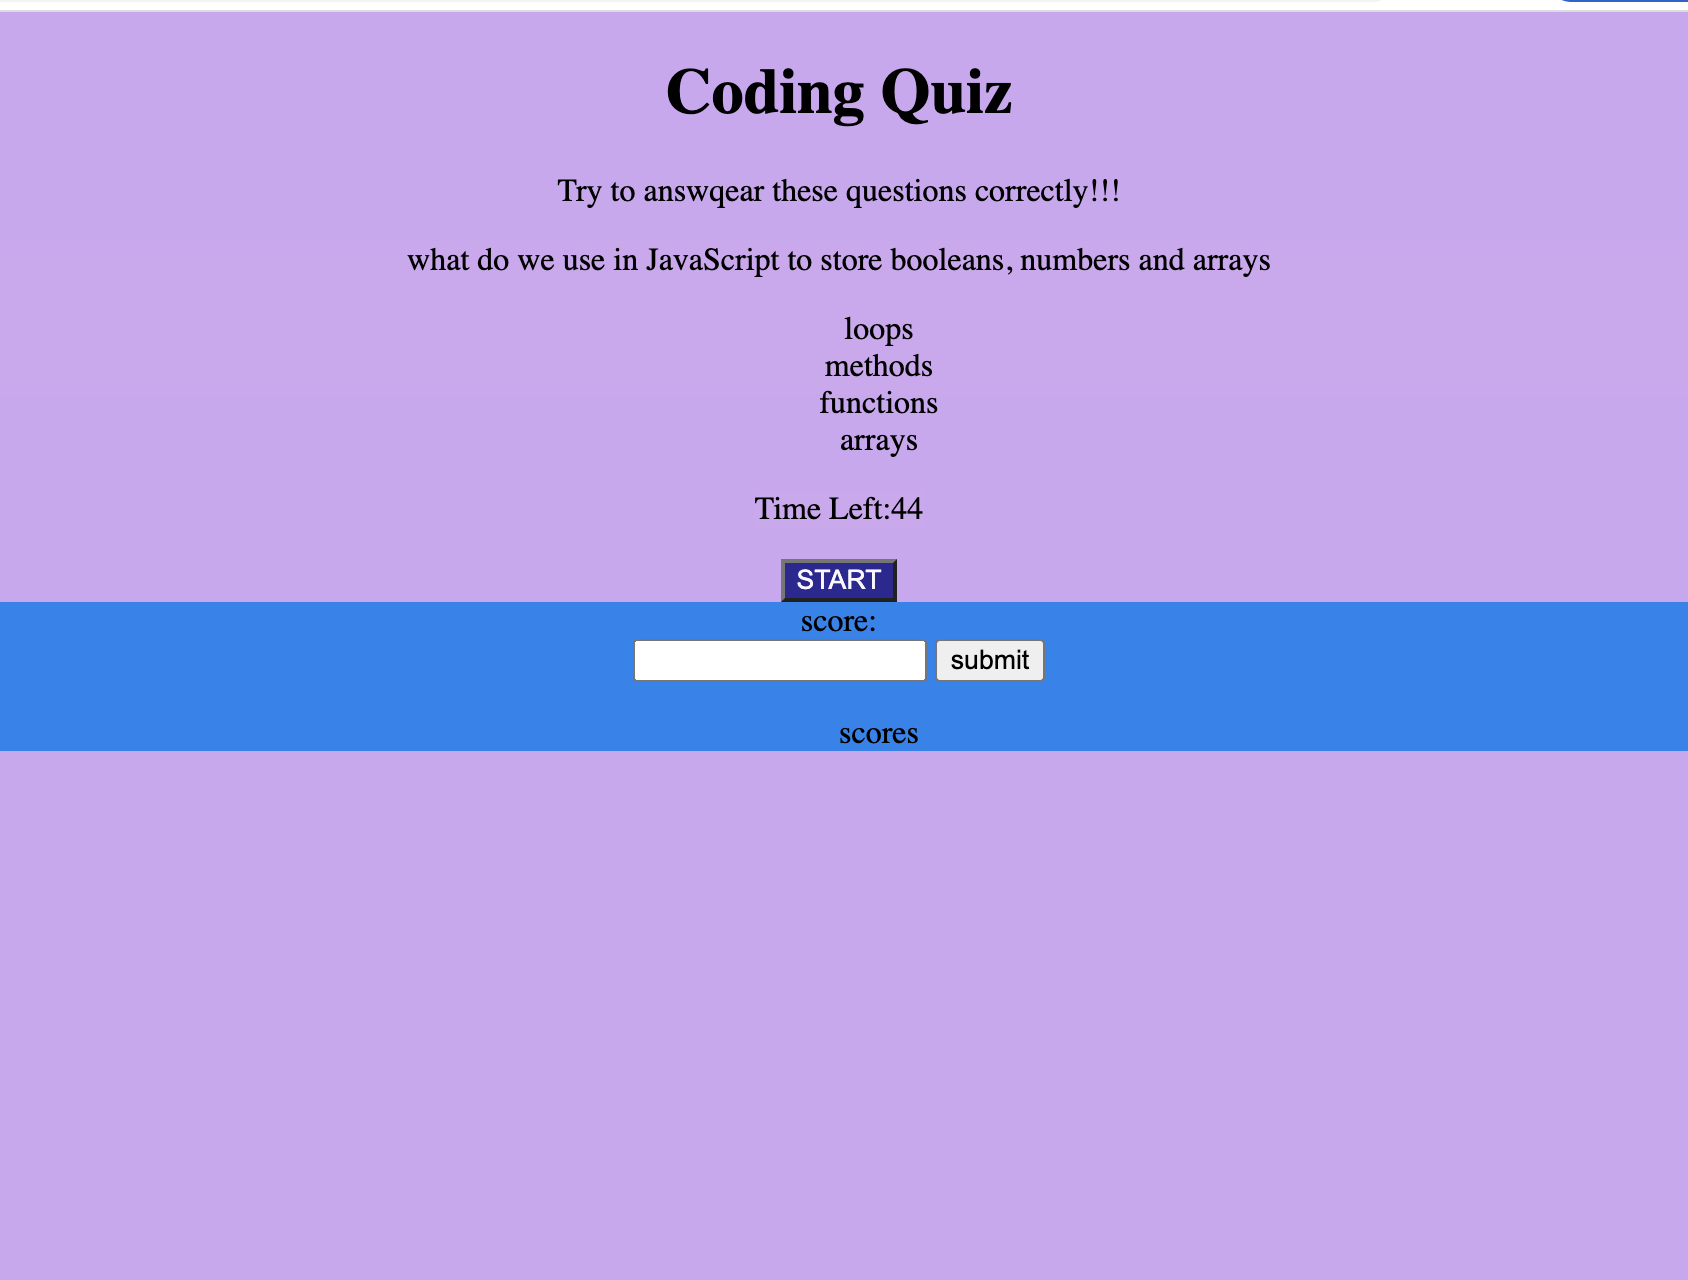 Coding Quiz
Try to answqear these questions correctly!!!
what do we use in JavaScript to store booleans, numbers and arrays
loops
methods
functions
arrays
Time Left:44
START
score:
submit
scores